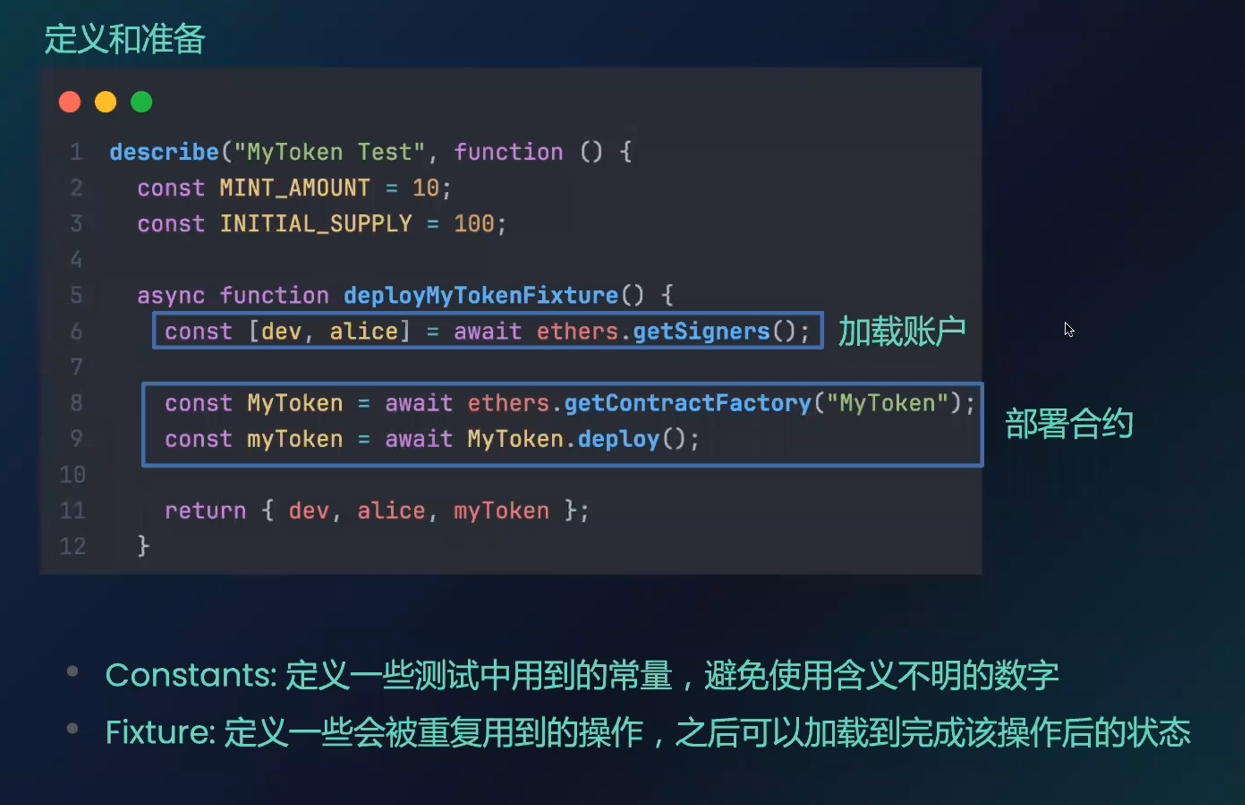 定义和准备
1 describe("MyToken Test", function () {
2 const MINT_AMOUNT = 10;
3 const INITIAL_SUPPLY = 100;
4
5 async function deployMyTokenFixture() {
6 const [dev, alice] = await ethers.getSigners(); 加载账户
7
8 const MyToken = await ethers.getContractFactory("MyToken");
部署合约
9 const myToken = await MyToken.deploy();
10
11 return { dev, alice, myToken };
12 }
• Constants: 定义一些测试中用到的常量，避免使用含义不明的数字
• Fixture: 定义一些会被重复用到的操作，之后可以加载到完成该操作后的状态